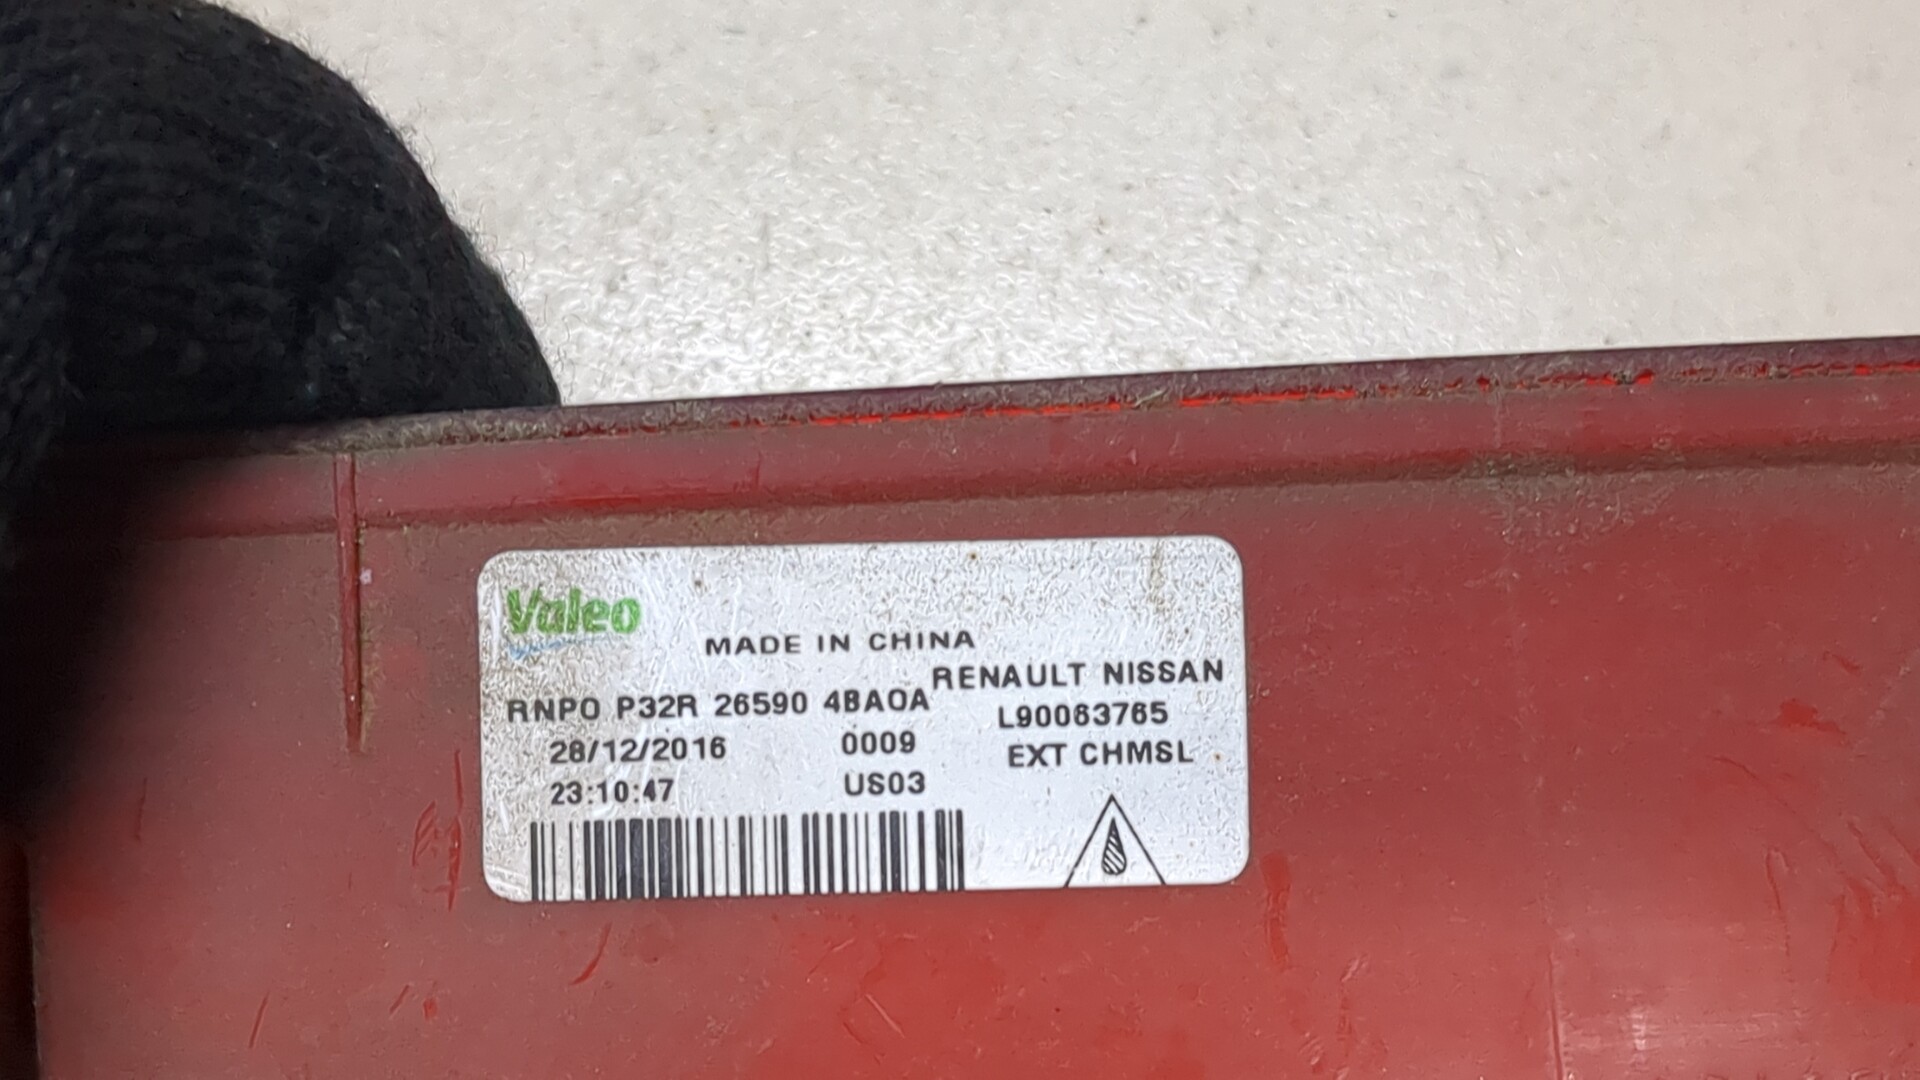 Valeo
MADE IN CHINA
RENAULT NISSAN
RNPO P32R 26590 4BA0A
L90063765
28/12/2016 0009
EXT CHMSL
23:10:47 US03